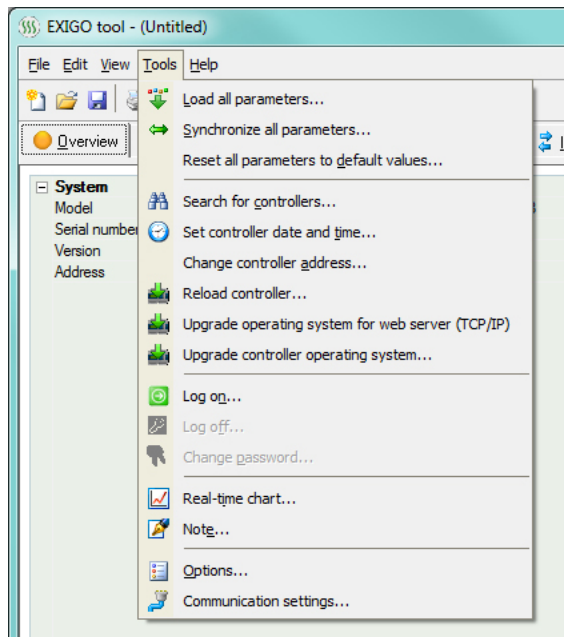 EXIGO tool - (Untitled)
File Edit View Tools Help
Overview
Load all parameters...
Synchronize all parameters...
Reset all parameters to default values...
Search for controllers...
Set controller date and time...
Change controller address...
Reload controller...
Upgrade operating system for web server (TCP/IP)
Upgrade controller operating system...
Log on...
Log off...
Change password...
Real-time chart...
Note...
Options...
Communication settings...
System
Model
Serial number
Version
Address